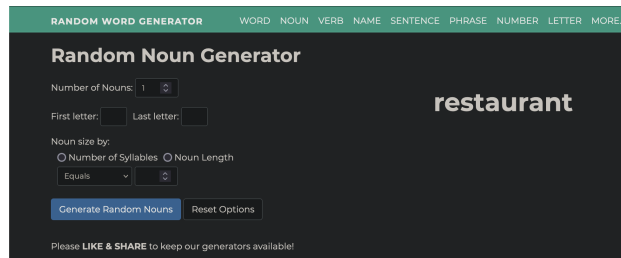 RANDOM WORD GENERATOR WORD NOUN VERB NAME SENTENCE PHRASE NUMBER LETTER MORE.
Random Noun Generator
Number of Nouns: 1
restaurant
First letter: Last letter:
Noun size by:
Number of Syllables Noun Length
Equals
Generate Random Nouns Reset Options
Please LIKE & SHARE to keep our generators available!